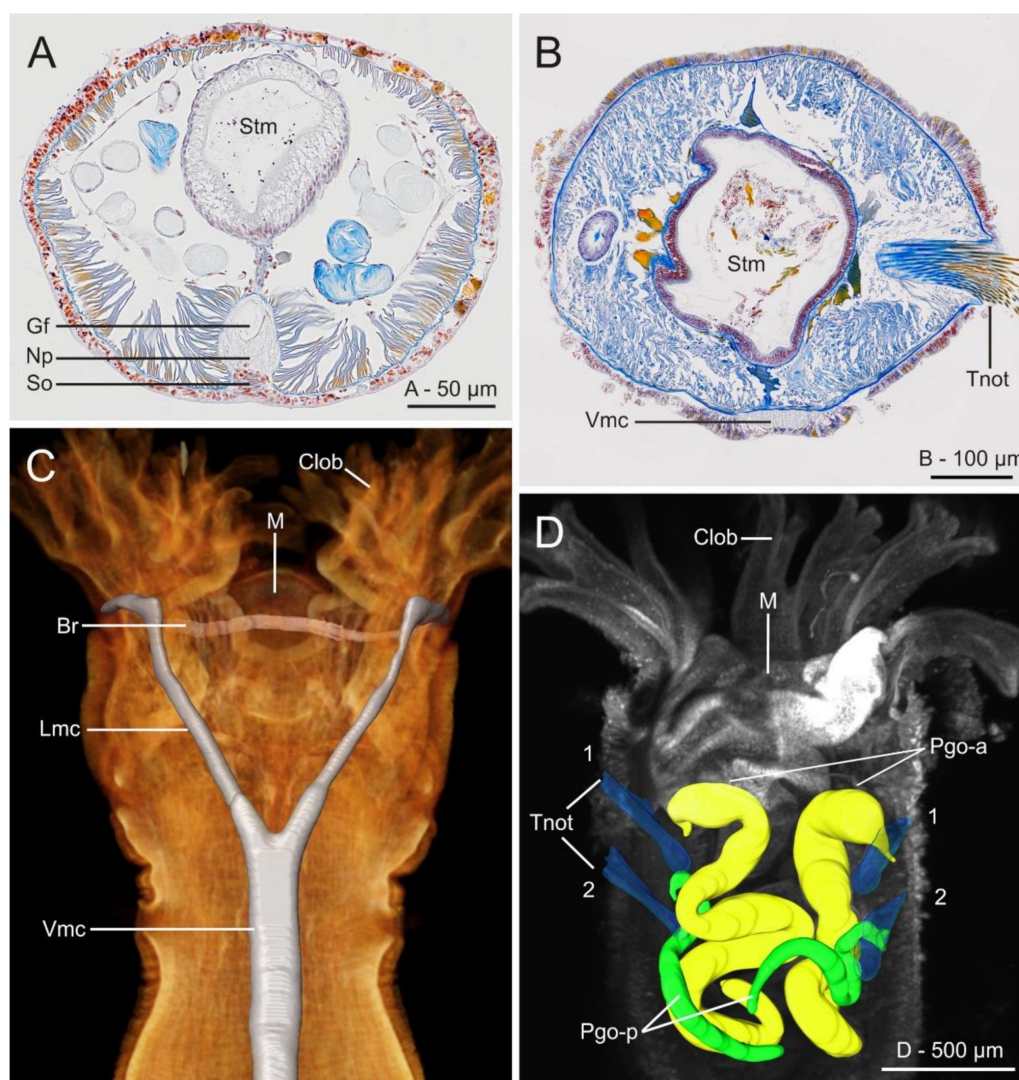 A
Stm
Gf
Np
So
A - 50 µm
B
Stm
Tnot
Vmc
B - 100 µm
C
Clob
M
Br
Lmc
Vmc
D
Clob
M
Pgo-a
1
Tnot
1
2
2
Pgo-p
D - 500 µm